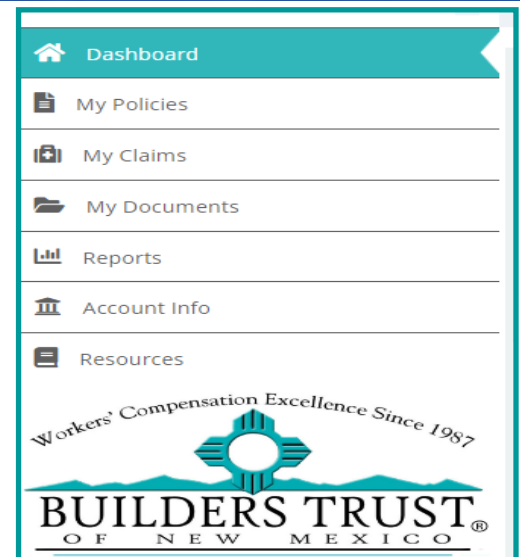 Dashboard
My Policies
My Claims
My Documents
Reports
Account Info
Resources
Workers' Compensation Excellence Since 1987
BUILDERS TRUST®
OF NEW MEXICO